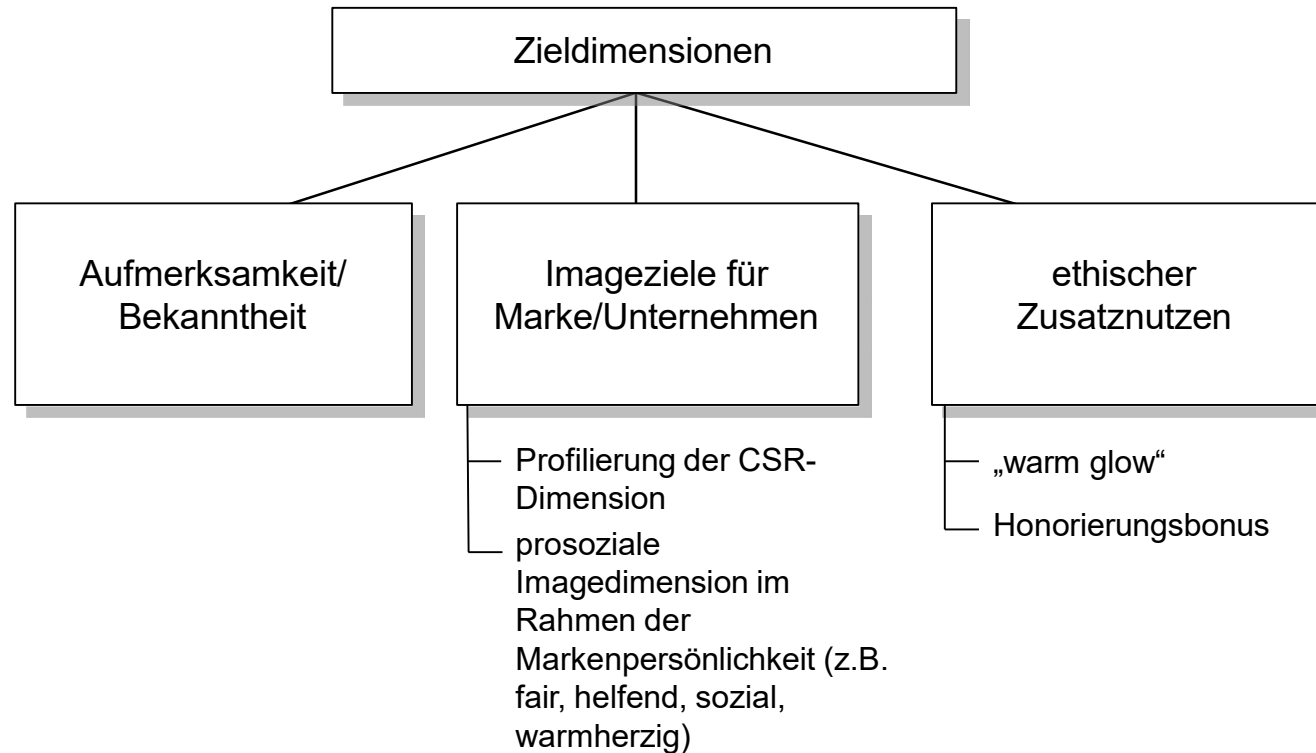 Zieldimensionen
Aufmerksamkeit/
Bekanntheit
Imageziele für
Marke/Unternehmen
ethischer
Zusatznutzen
Profilierung der CSR-
Dimension
prosoziale
Imagedimension im
Rahmen der
Markenpersönlichkeit (z.B.
fair, helfend, sozial,
warmherzig)
„warm glow“
Honorierungsbonus